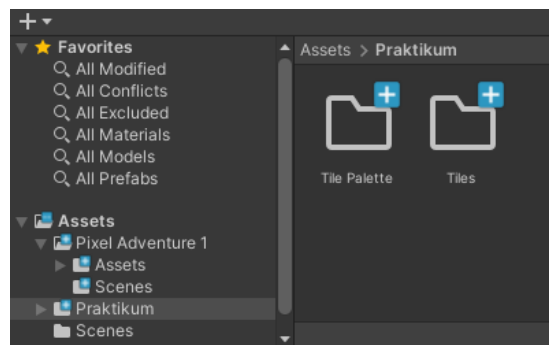 Favorites
All Modified
All Conflicts
All Excluded
All Materials
All Models
All Prefabs
Assets
Pixel Adventure 1
Assets
Scenes
Praktikum
Scenes
Assets > Praktikum
Tile Palette
Tiles